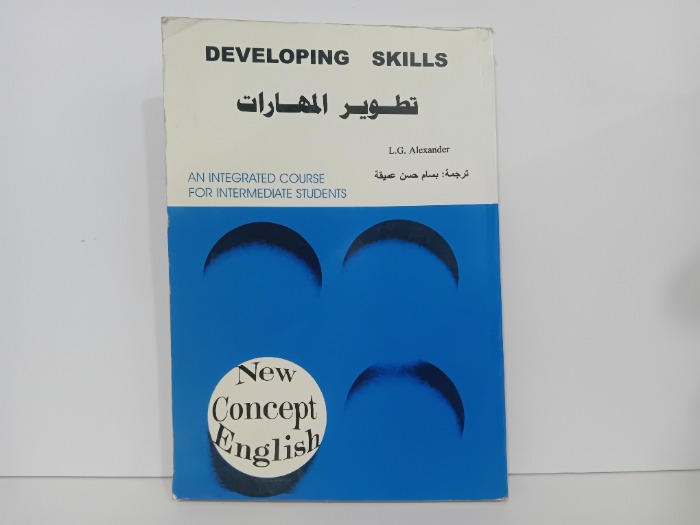 DEVELOPING SKILLS
تطوير المهارات
L.G. Alexander
ترجمة: بسام حسن عميقة
AN INTEGRATED COURSE
FOR INTERMEDIATE STUDENTS
New
Concept
English